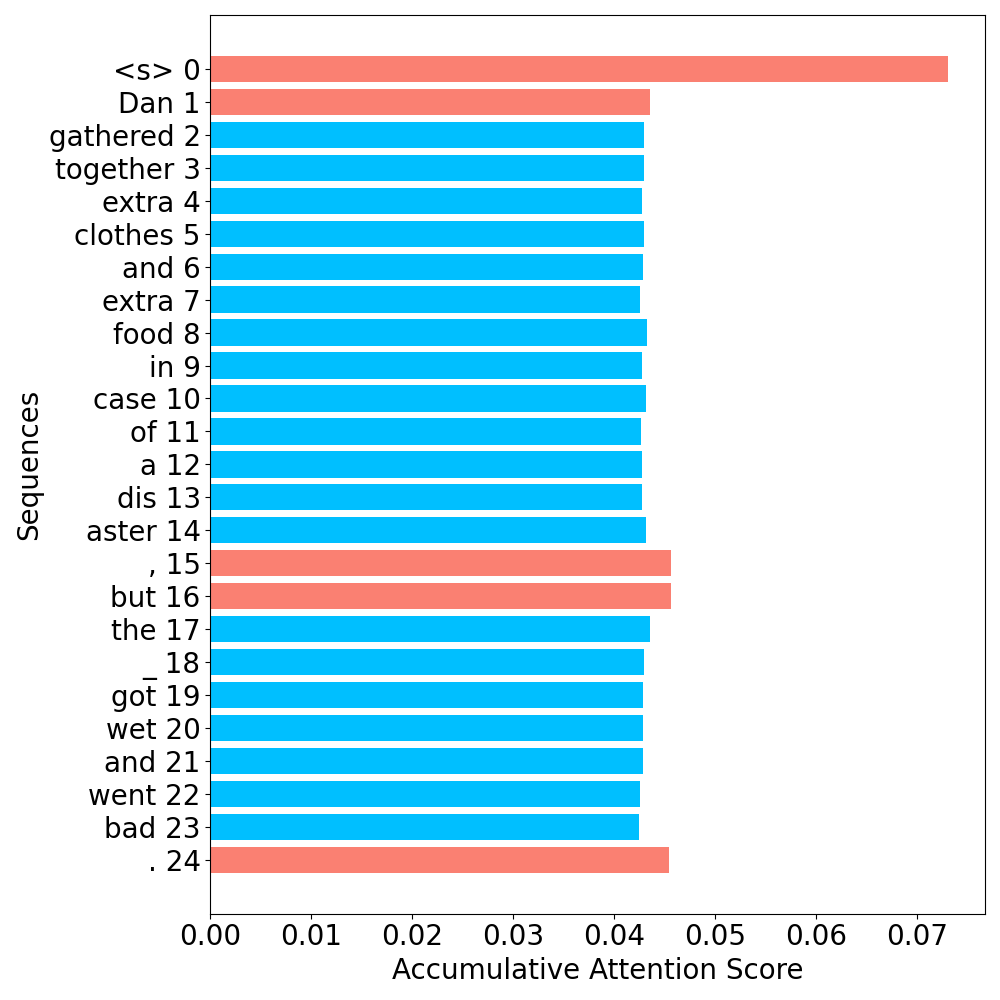 <s> 0
Dan 1
gathered 2
together 3
extra 4
clothes 5
and 6
extra 7
food 8
in 9
case 10
of 11
a 12
dis 13
aster 14
, 15
but 16
the 17
_ 18
got 19
wet 20
and 21
went 22
bad 23
. 24
Sequences
0.00 0.01 0.02 0.03 0.04 0.05 0.06 0.07
Accumulative Attention Score